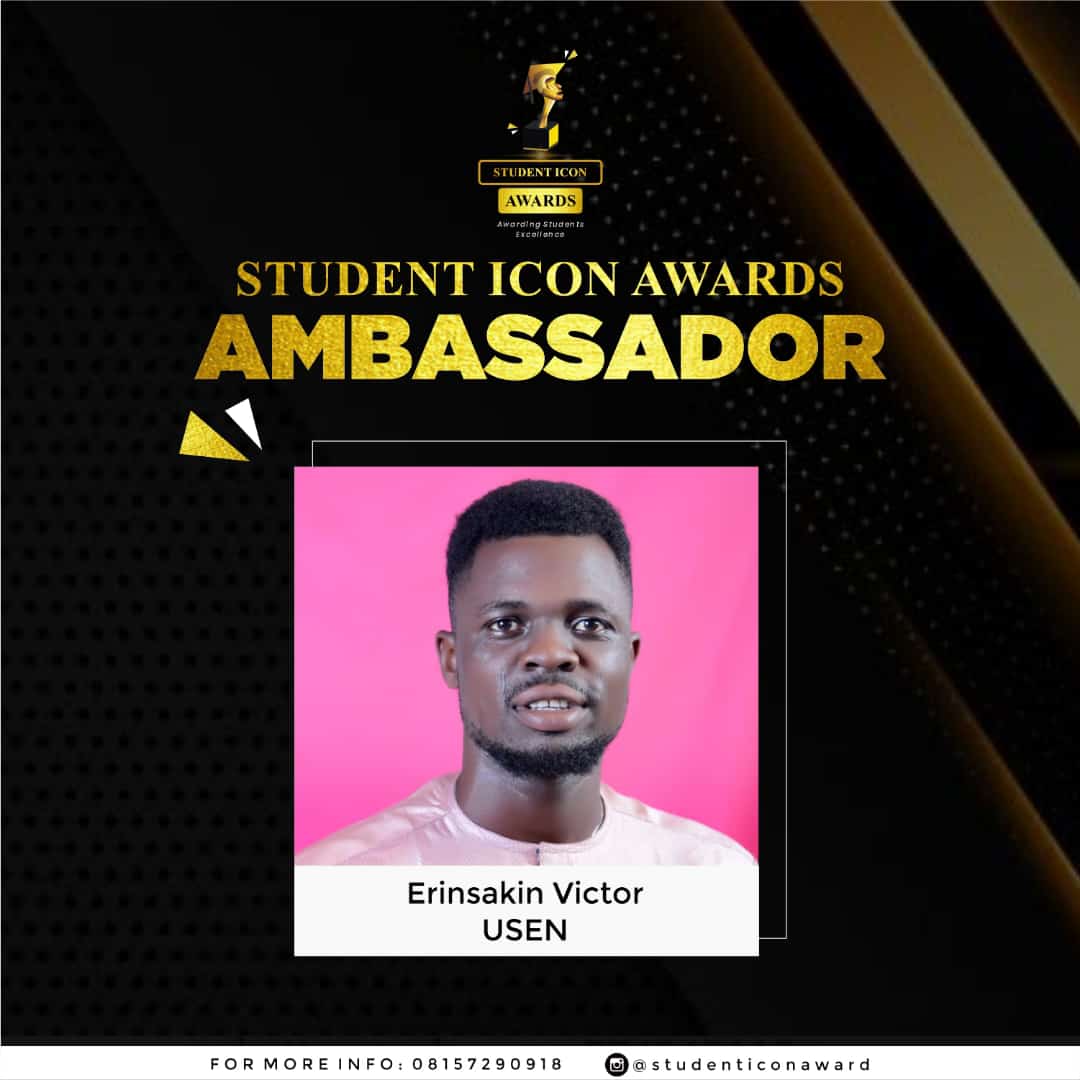 STUDENT ICON
AWARDS
Awarding Students
Excellence
STUDENT ICON AWARDS
AMBASSADOR
Erinsakin Victor
USEN
FOR MORE INFO: 08157290918 @studenticonaward